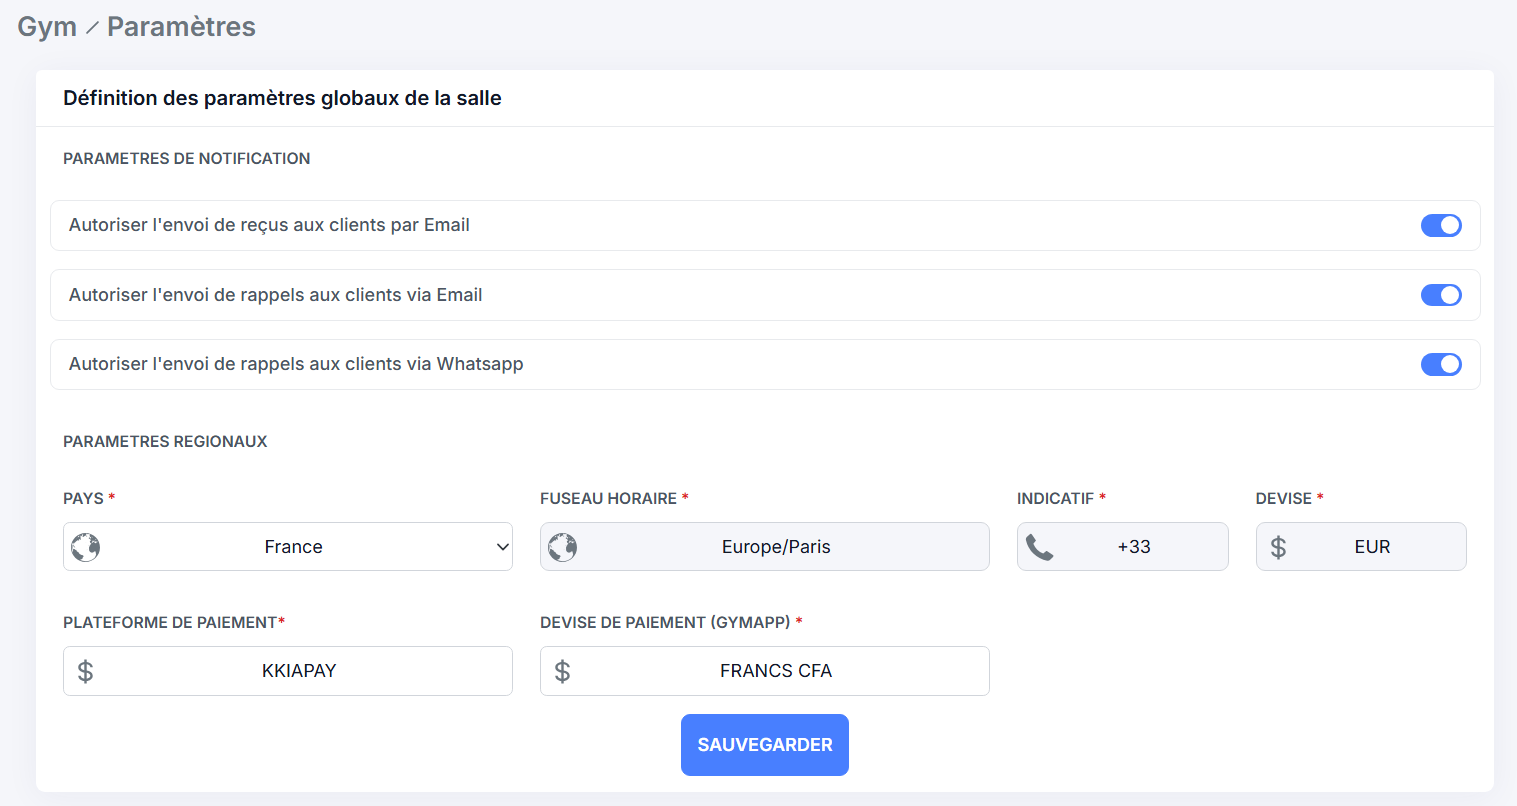 Gym / Paramètres
Définition des paramètres globaux de la salle
PARAMETRES DE NOTIFICATION
Autoriser l'envoi de reçus aux clients par Email
Autoriser l'envoi de rappels aux clients via Email
Autoriser l'envoi de rappels aux clients via Whatsapp
PARAMETRES REGIONAUX
PAYS * FUSEAU HORAIRE * INDICATIF * DEVISE *
France Europe/Paris +33 $ EUR
PLATEFORME DE PAIEMENT* DEVISE DE PAIEMENT (GYMAPP) *
$ KKIAPAY $ FRANCS CFA
SAUVEGARDER